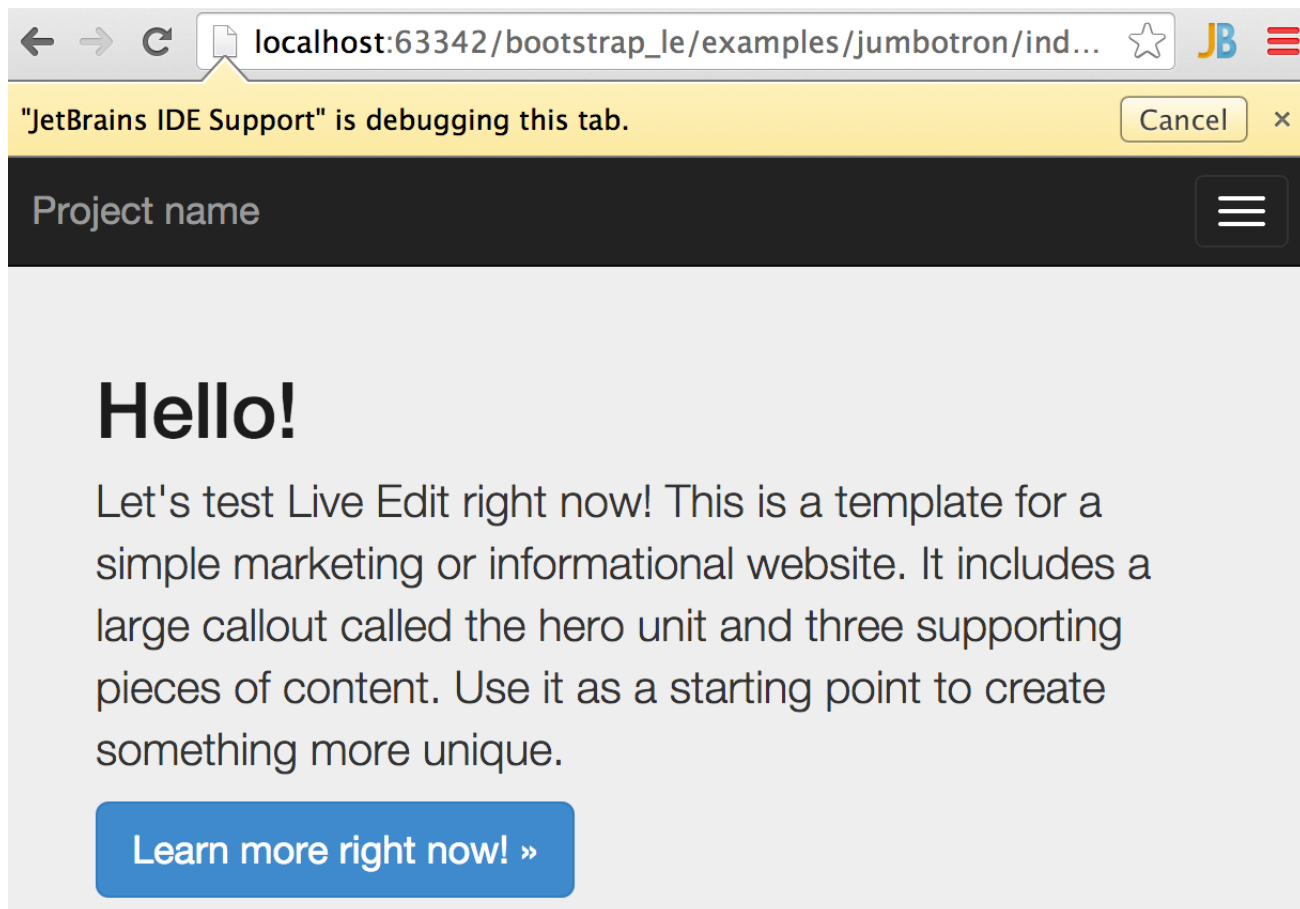 localhost:63342/bootstrap_le/examples/jumbotron/ind...
JB
"JetBrains IDE Support" is debugging this tab.
Cancel
×
Project name
Hello!
Let's test Live Edit right now! This is a template for a
simple marketing or informational website. It includes a
large callout called the hero unit and three supporting
pieces of content. Use it as a starting point to create
something more unique.
Learn more right now! »